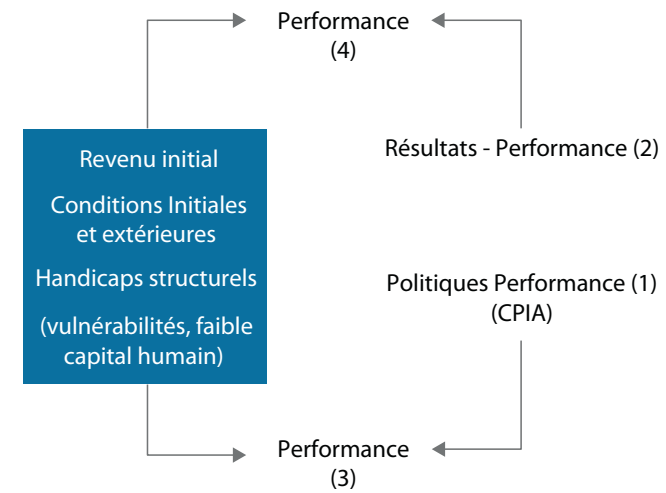 Performance
(4)
Revenu initial
Conditions Initiales
et extérieures
Handicaps structurels
(vulnérabilités, faible
capital humain)
Résultats - Performance (2)
Politiques Performance (1)
(CPIA)
Performance
(3)